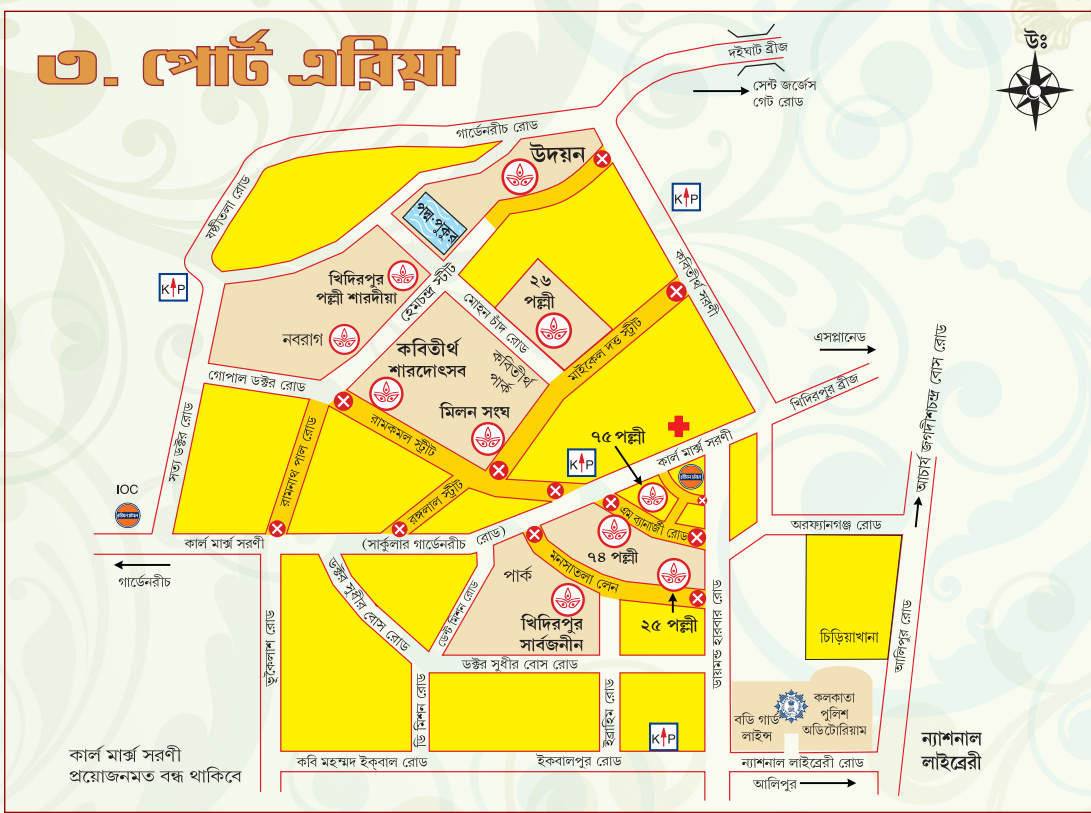 ৩. পোর্ট এরিয়া
দইঘাট ব্রীজ
সেন্ট জর্জেস
গেট রোড
উঃ
গার্ডেনরীচ রোড
উদয়ন
ষষ্ঠীতলা রোড
পদ্ম-পুকুর
K P
K P
কবিতীর্থ সরণী
খিদিরপুর
পল্লী শারদীয়া
হেমচন্দ্র স্ট্রীট
২৬
পল্লী
মোহন চাঁদ রোড
নবরাগ
মাইকেল দত্ত স্ট্রীট
কবিতীর্থ
শারদোৎসব
কবিতীর্থ
পার্ক
এসপ্ল্যানেড
গোপাল ডক্টর রোড
মিলন সংঘ
খিদিরপুর ব্রীজ
আচার্য জগদীশচন্দ্র বোস রোড
সত্য ডক্টর রোড
রামনাথ পাল রোড
রামকমল স্ট্রীট
৭৫ পল্লী
কার্ল মার্ক্স সরণী
K P
রঙ্গলাল স্ট্রীট
এম ব্যানার্জী রোড
IOC
কার্ল মার্ক্স সরণী
(সার্কুলার গার্ডেনরীচ রোড)
অরফ্যানগঞ্জ রোড
গার্ডেনরীচ
৭৪ পল্লী
মনসাতলা লেন
পার্ক
ডক্টর সুধীর বোস রোড
ডেন্ট মিশন রোড
খিদিরপুর
সার্বজনীন
২৫ পল্লী
ডায়মন্ড হারবার রোড
চিড়িয়াখানা
আলিপুর রোড
ভূকৈলাশ রোড
ডক্টর সুধীর বোস রোড
ডি মিশন রোড
ইব্রাহিম রোড
K P
বডি গার্ড
লাইন্স
কলকাতা
পুলিশ
অডিটোরিয়াম
ন্যাশনাল
লাইব্রেরী
কার্ল মার্ক্স সরণী
প্রয়োজনমত বন্ধ থাকিবে
কবি মহম্মদ ইক্‌বাল রোড
ইকবালপুর রোড
ন্যাশনাল লাইব্রেরী রোড
আলিপুর